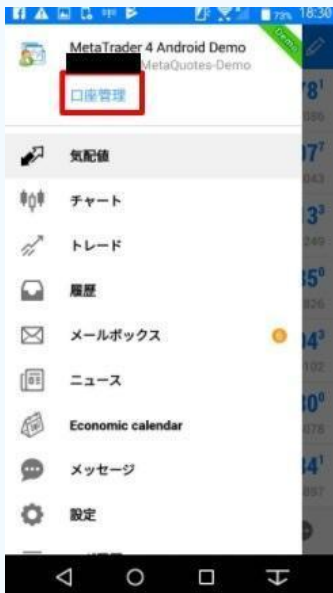 73% 18:30
MetaTrader 4 Android Demo
MetaQuotes-Demo
Demo
口座管理
気配値
チャート
トレード
履歴
メールボックス
ニュース
Economic calendar
メッセージ
設定